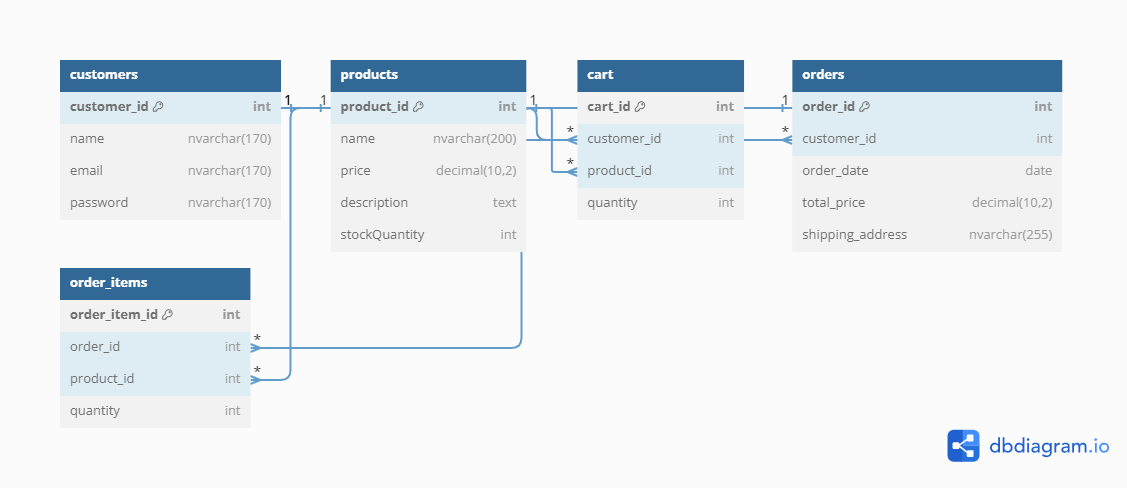 customers
customer_id int
name nvarchar(170)
email nvarchar(170)
password nvarchar(170)
1
1
products
product_id int
name nvarchar(200)
price decimal(10,2)
description text
stockQuantity int
1
*
*
cart
cart_id int
customer_id int
product_id int
quantity int
1
*
orders
order_id int
customer_id int
order_date date
total_price decimal(10,2)
shipping_address nvarchar(255)
order_items
order_item_id int
order_id int
product_id int
quantity int
*
*
dbdiagram.io